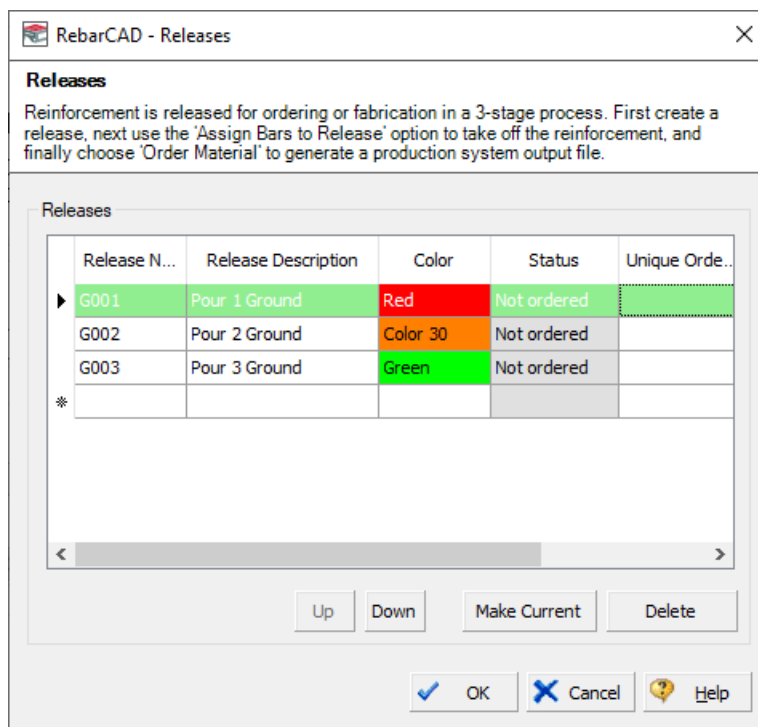 RebarCAD - Releases
Releases
Reinforcement is released for ordering or fabrication in a 3-stage process. First create a
release, next use the 'Assign Bars to Release' option to take off the reinforcement, and
finally choose 'Order Material' to generate a production system output file.
Releases
Release N... Release Description Color Status Unique Orde...
G001 Pour 1 Ground Red Not ordered
G002 Pour 2 Ground Color 30 Not ordered
G003 Pour 3 Ground Green Not ordered
Up Down Make Current Delete
OK Cancel Help